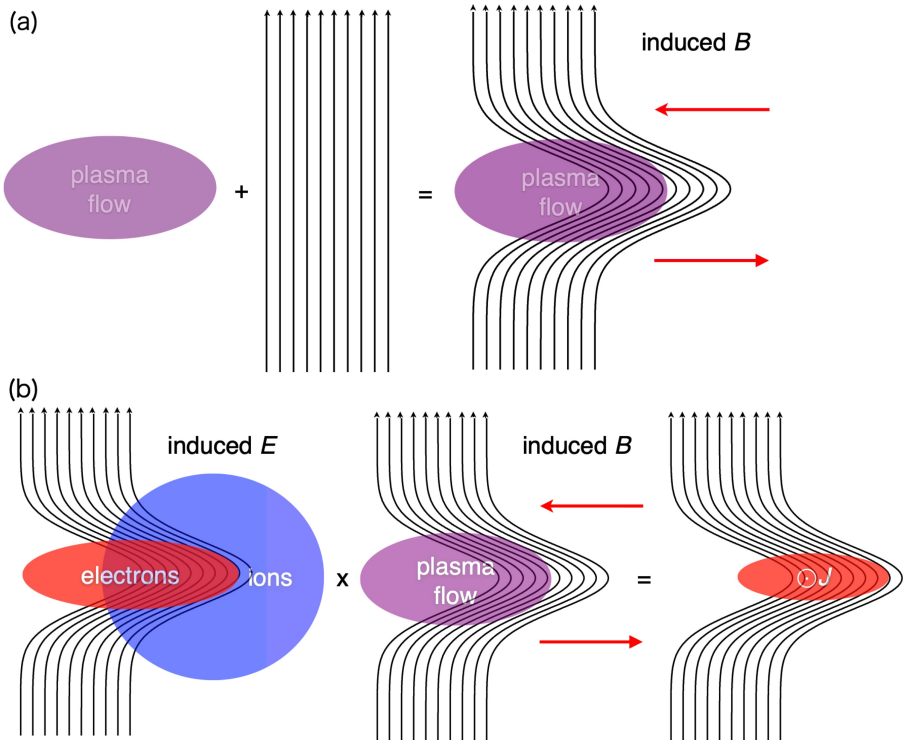 (a)
induced B
plasma
flow
+
=
plasma
flow
(b)
induced E
induced B
electrons
ions
x
plasma
flow
=
⊙J